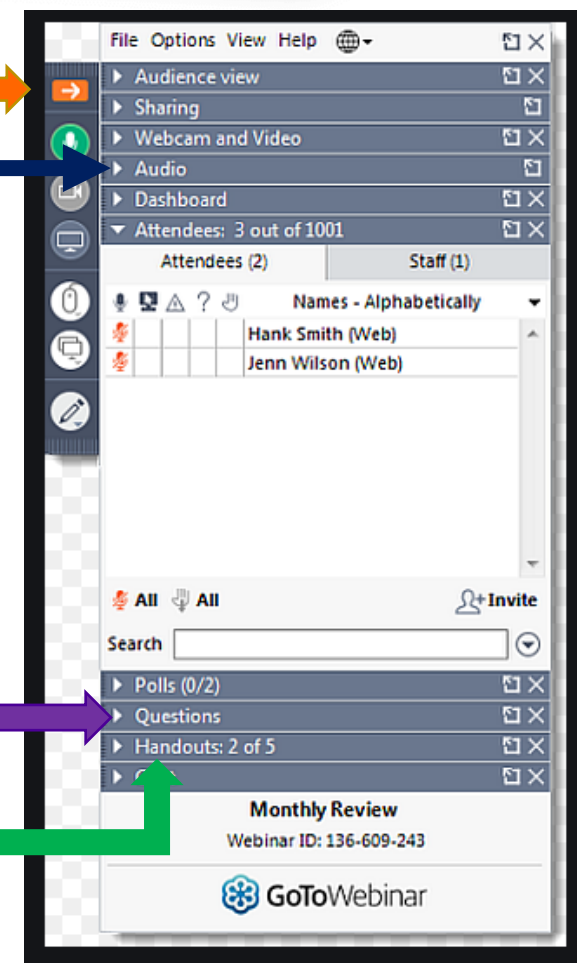 File Options View Help
Audience view
Sharing
Webcam and Video
Audio
Dashboard
Attendees: 3 out of 1001
Attendees (2) Staff (1)
? Names - Alphabetically
Hank Smith (Web)
Jenn Wilson (Web)
All All Invite
Search
Polls (0/2)
Questions
Handouts: 2 of 5
Monthly Review
Webinar ID: 136-609-243
GoToWebinar